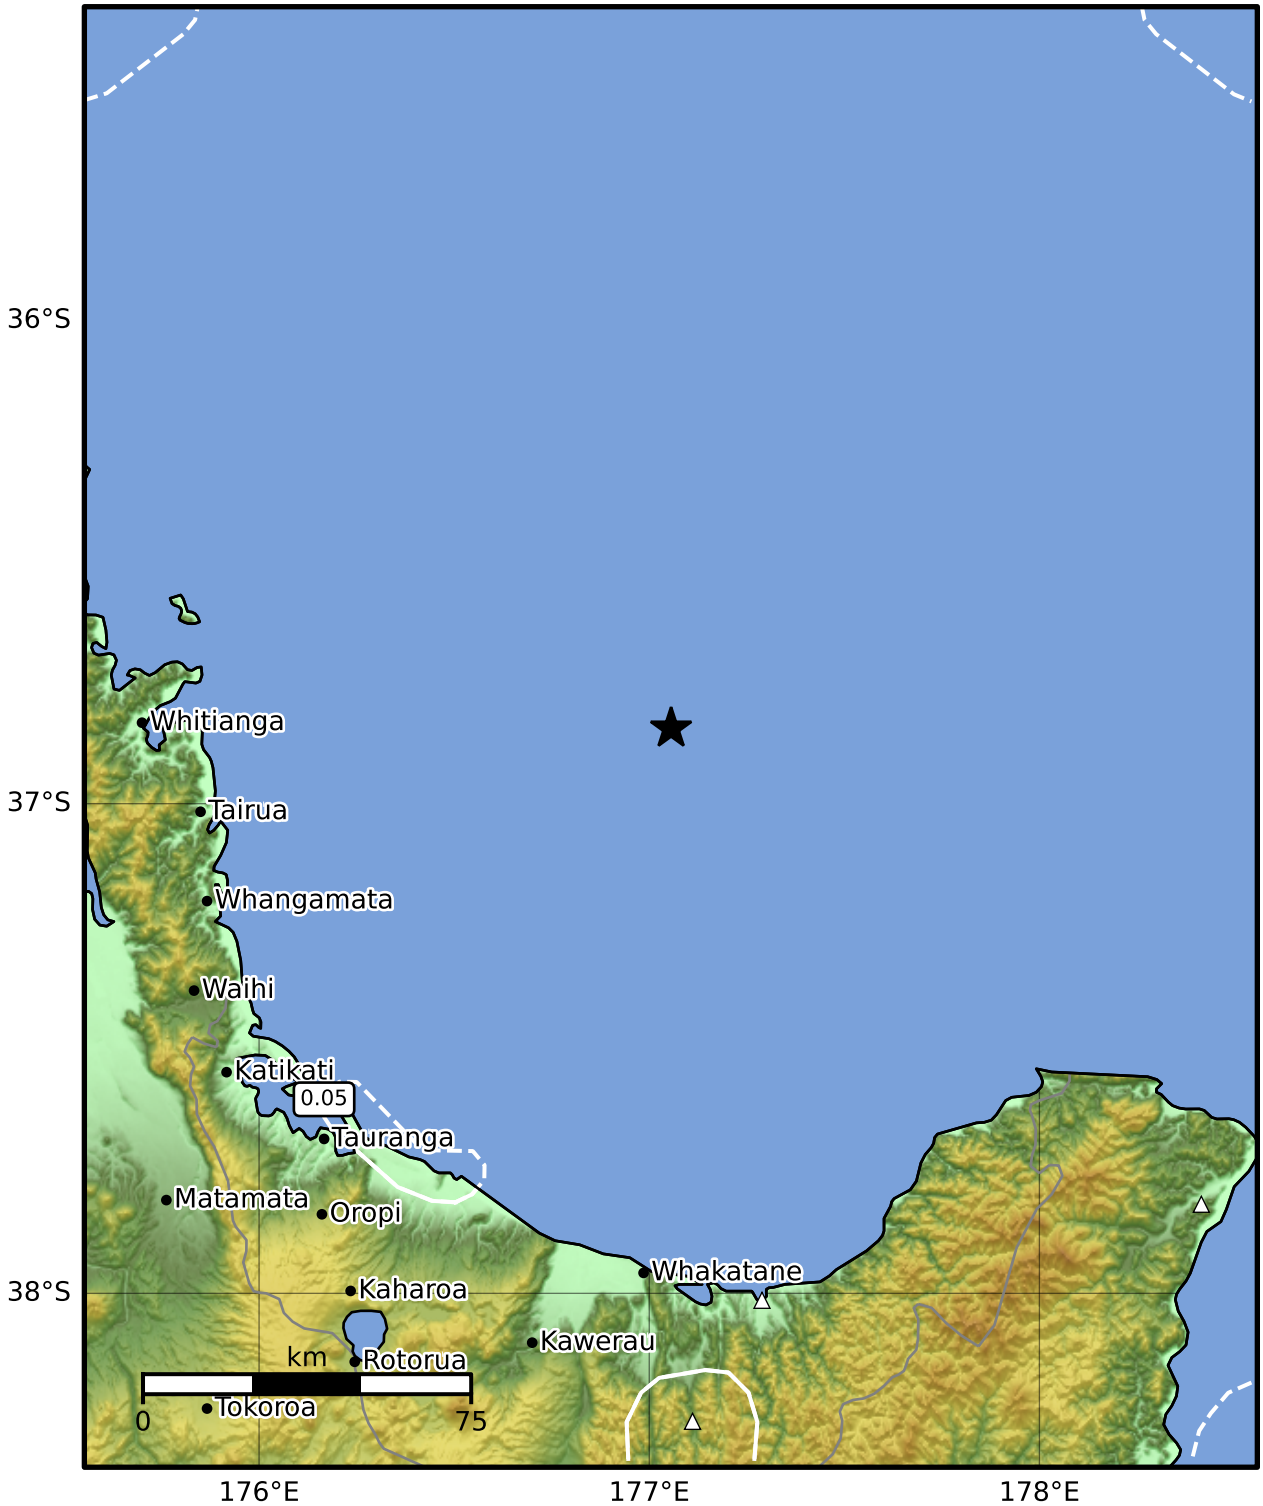 36°S
Whitianga
37°S
Tairua
Whangamata
Waihi
Katikati
0.05
Tauranga
Matamata
Oropi
Whakatane
38°S
Kaharoa
Kawerau
km
Rotorua
Tokoroa
0
75
176°E
177°E
178°E